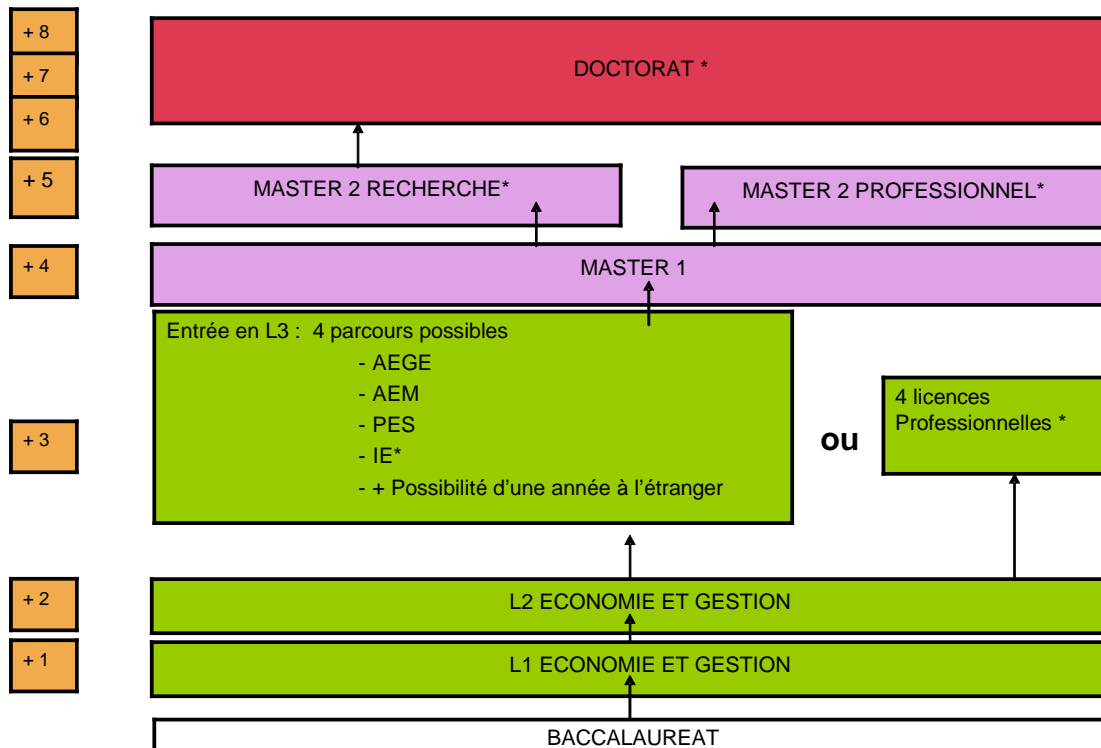 + 8
DOCTORAT *
+ 7
+ 6
+ 5
MASTER 2 RECHERCHE*
MASTER 2 PROFESSIONNEL*
+ 4
MASTER 1
Entrée en L3 : 4 parcours possibles
- AEGE
- AEM
- PES
- IE*
- + Possibilité d'une année à l'étranger
+ 3
ou
4 licences
Professionnelles *
+ 2
L2 ECONOMIE ET GESTION
+ 1
L1 ECONOMIE ET GESTION
BACCALAUREAT